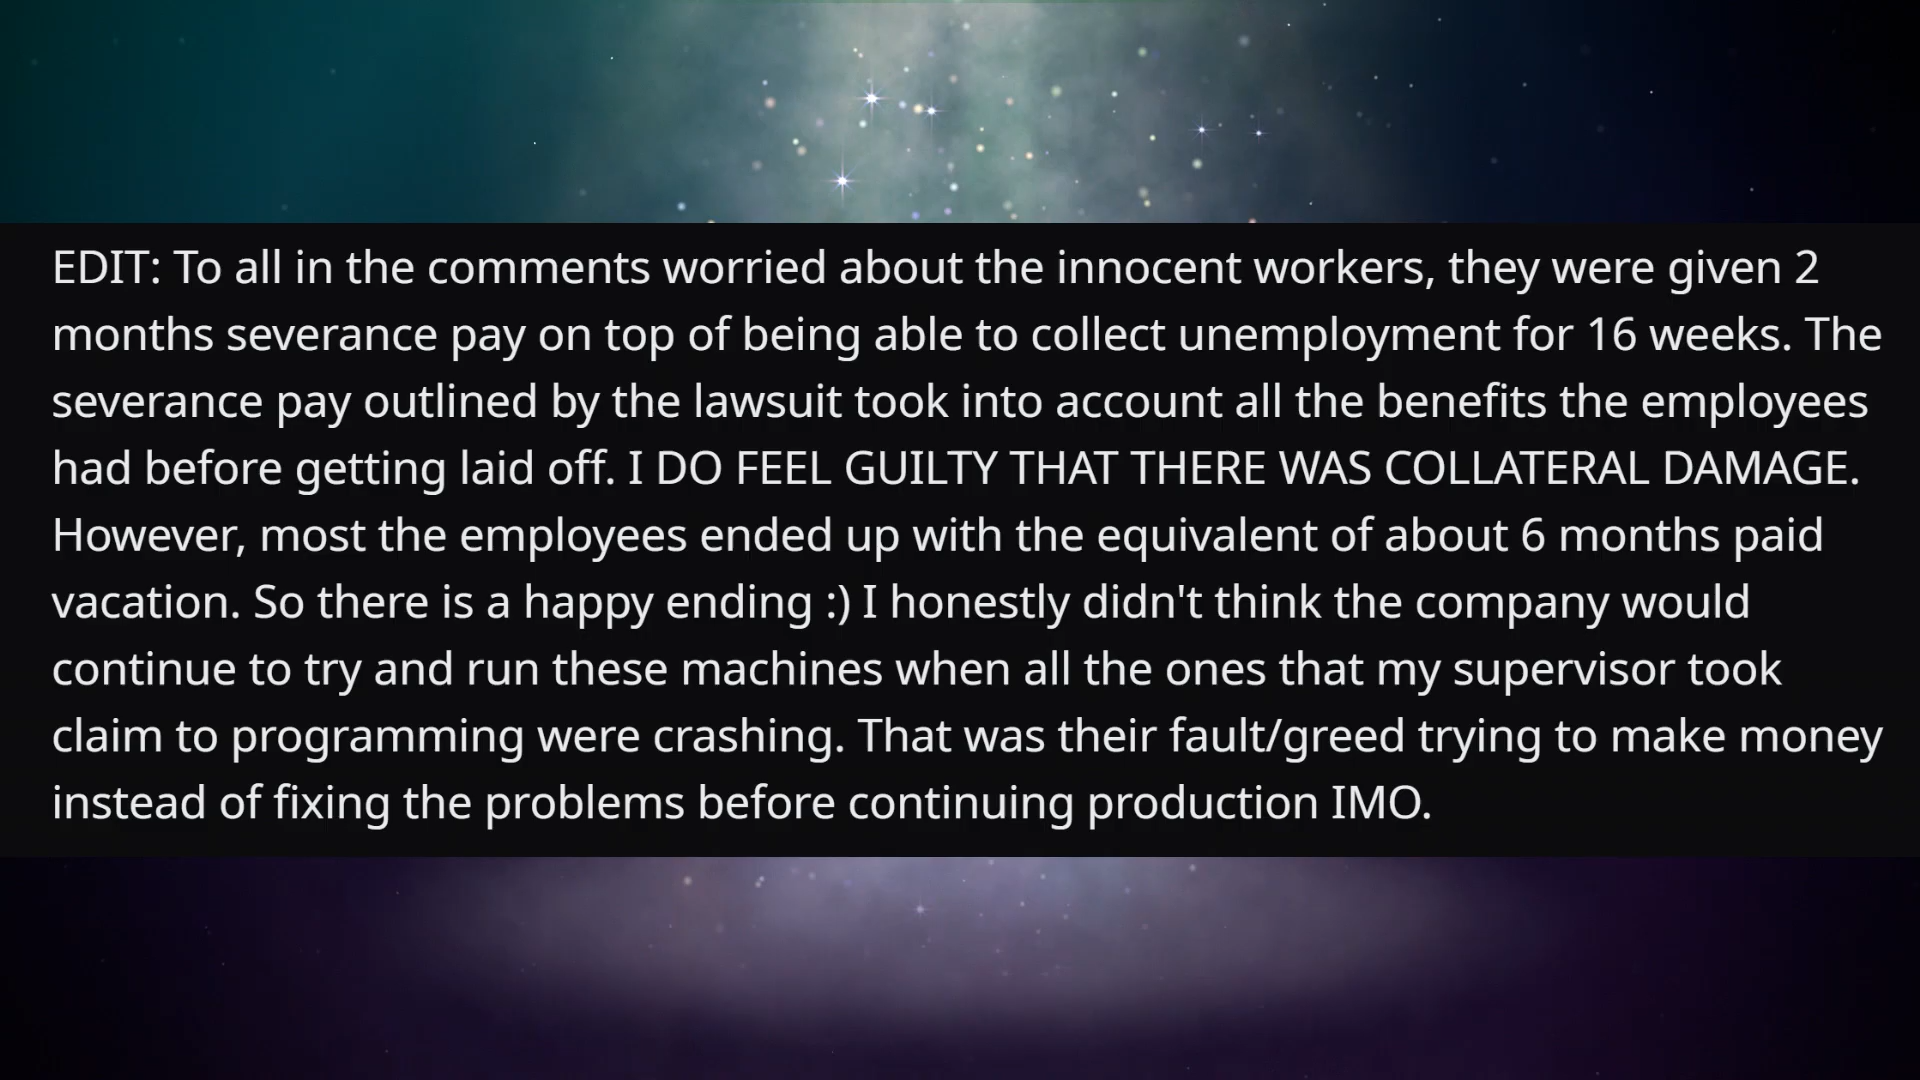 EDIT: To all in the comments worried about the innocent workers, they were given 2
months severance pay on top of being able to collect unemployment for 16 weeks. The
severance pay outlined by the lawsuit took into account all the benefits the employees
had before getting laid off. I DO FEEL GUILTY THAT THERE WAS COLLATERAL DAMAGE.
However, most the employees ended up with the equivalent of about 6 months paid
vacation. So there is a happy ending :) I honestly didn't think the company would
continue to try and run these machines when all the ones that my supervisor took
claim to programming were crashing. That was their fault/greed trying to make money
instead of fixing the problems before continuing production IMO.